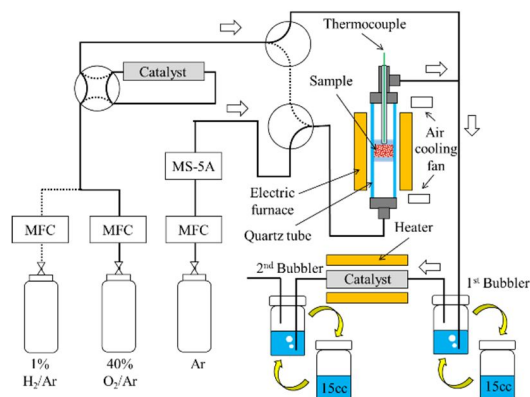 Thermocouple
Catalyst
Sample
MS-5A
Air
cooling
fan
Electric
furnace
Quartz tube
MFC
MFC
MFC
Heater
2nd Bubbler
Catalyst
1st Bubbler
1%
H2/Ar
40%
O2/Ar
Ar
15cc
15cc